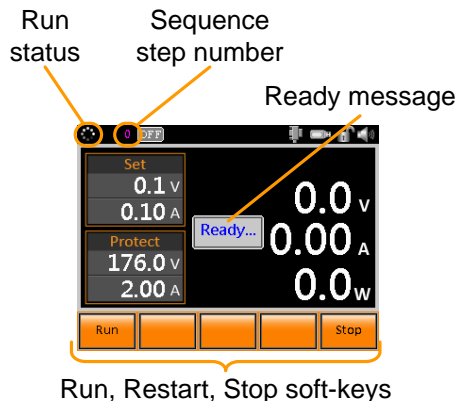 Run
status
Sequence
step number
Ready message
0 OFF
Set
0.1 V
0.10 A
Protect
176.0 V
2.00 A
Ready...
0.0 V
0.00 A
0.0 W
Run
Stop
Run, Restart, Stop soft-keys